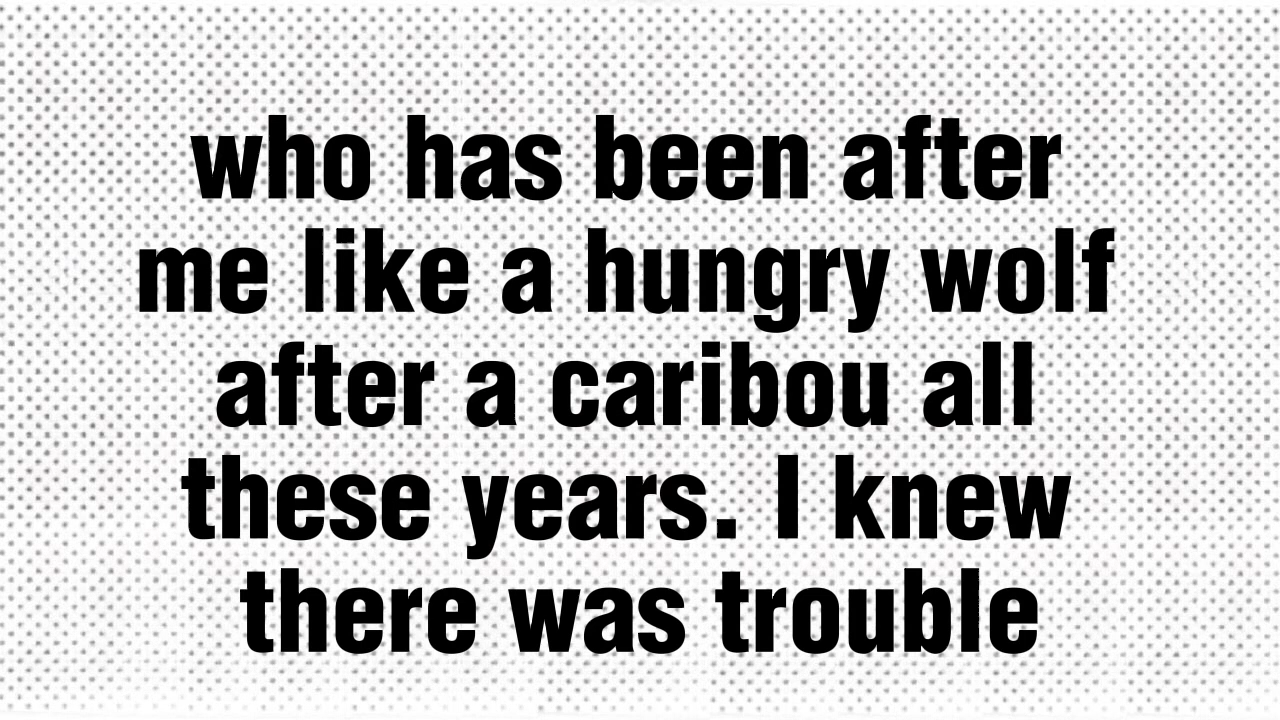 who has been after
me like a hungry wolf
after a caribou all
these years. I knew
there was trouble